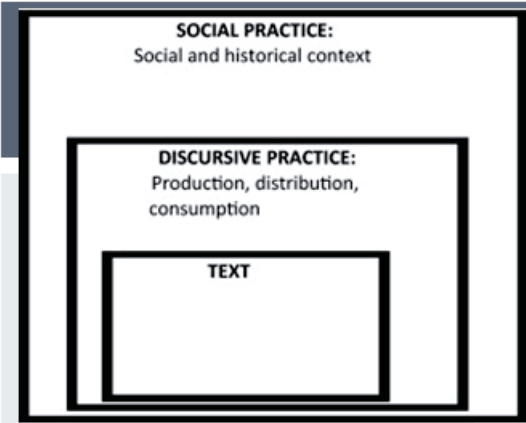 SOCIAL PRACTICE:
Social and historical context
DISCURSIVE PRACTICE:
Production, distribution,
consumption
TEXT